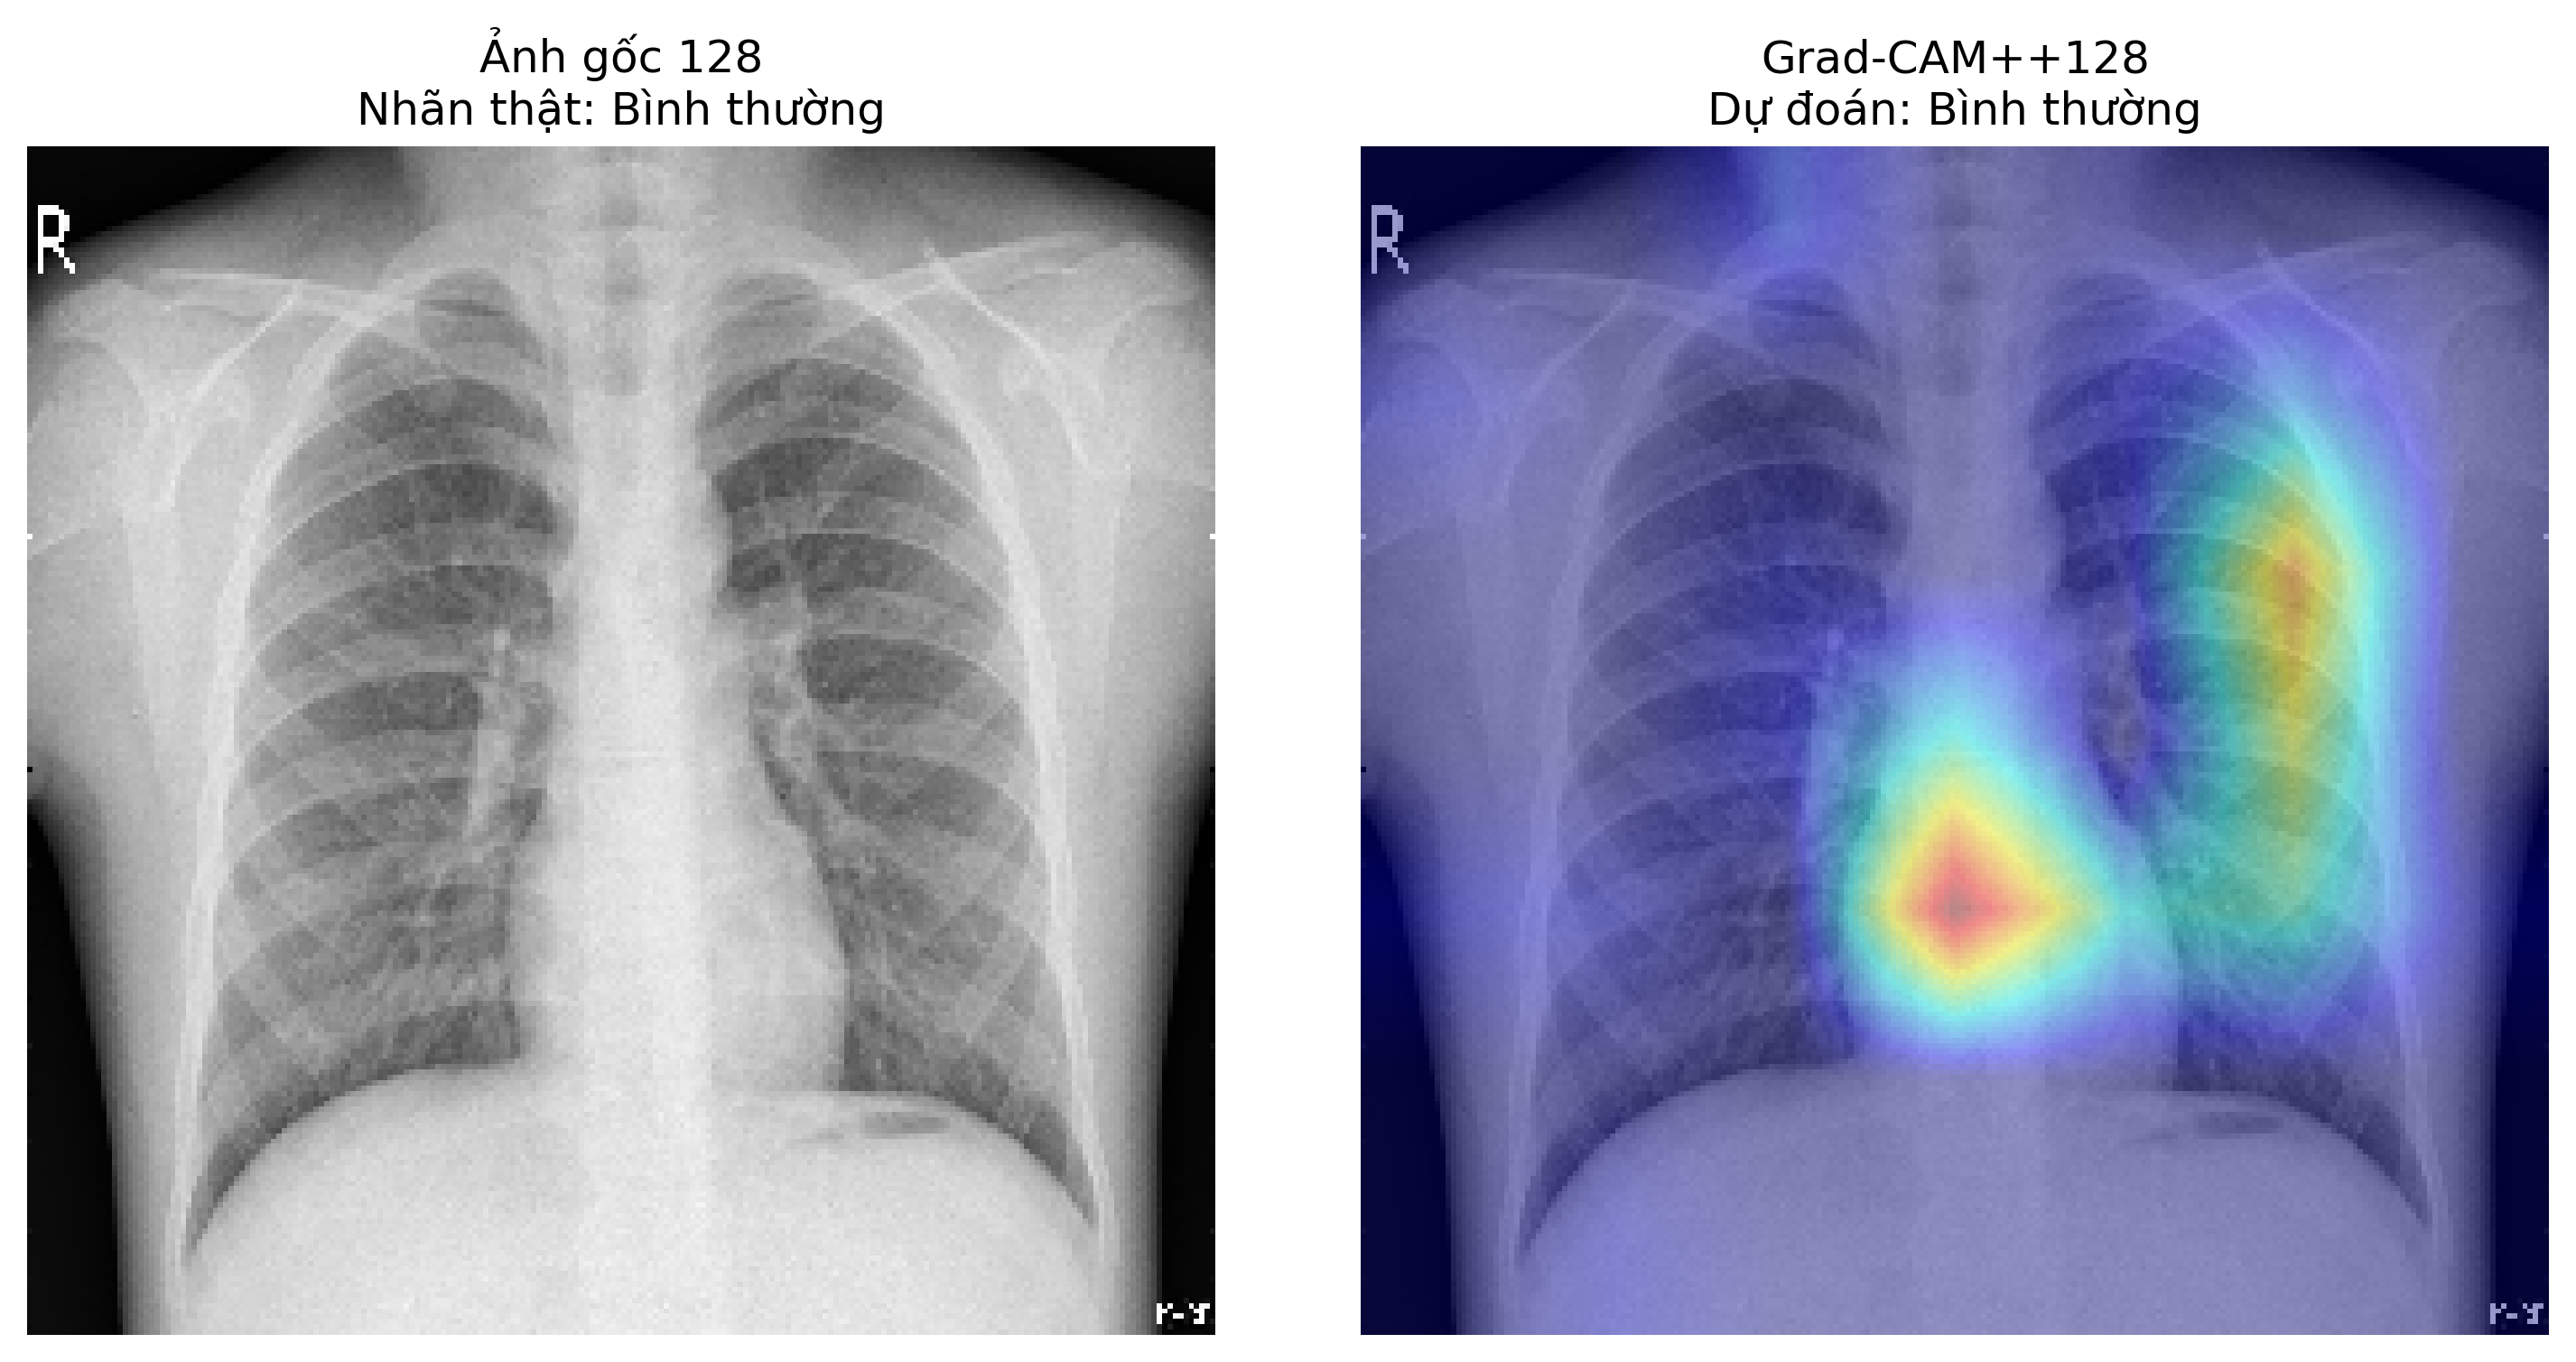 Ảnh gốc 128
Nhãn thật: Bình thường
Grad-CAM++128
Dự đoán: Bình thường
R
R